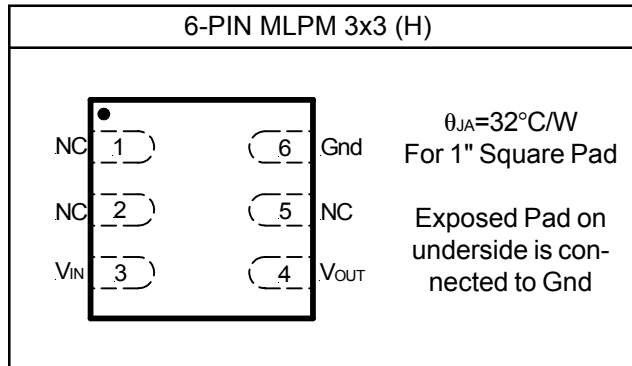 6-PIN MLPM 3x3 (H)
NC 1 6 Gnd
NC 2 5 NC
VIN 3 4 VOUT
θJA=32°C/W
For 1" Square Pad
Exposed Pad on
underside is con-
nected to Gnd